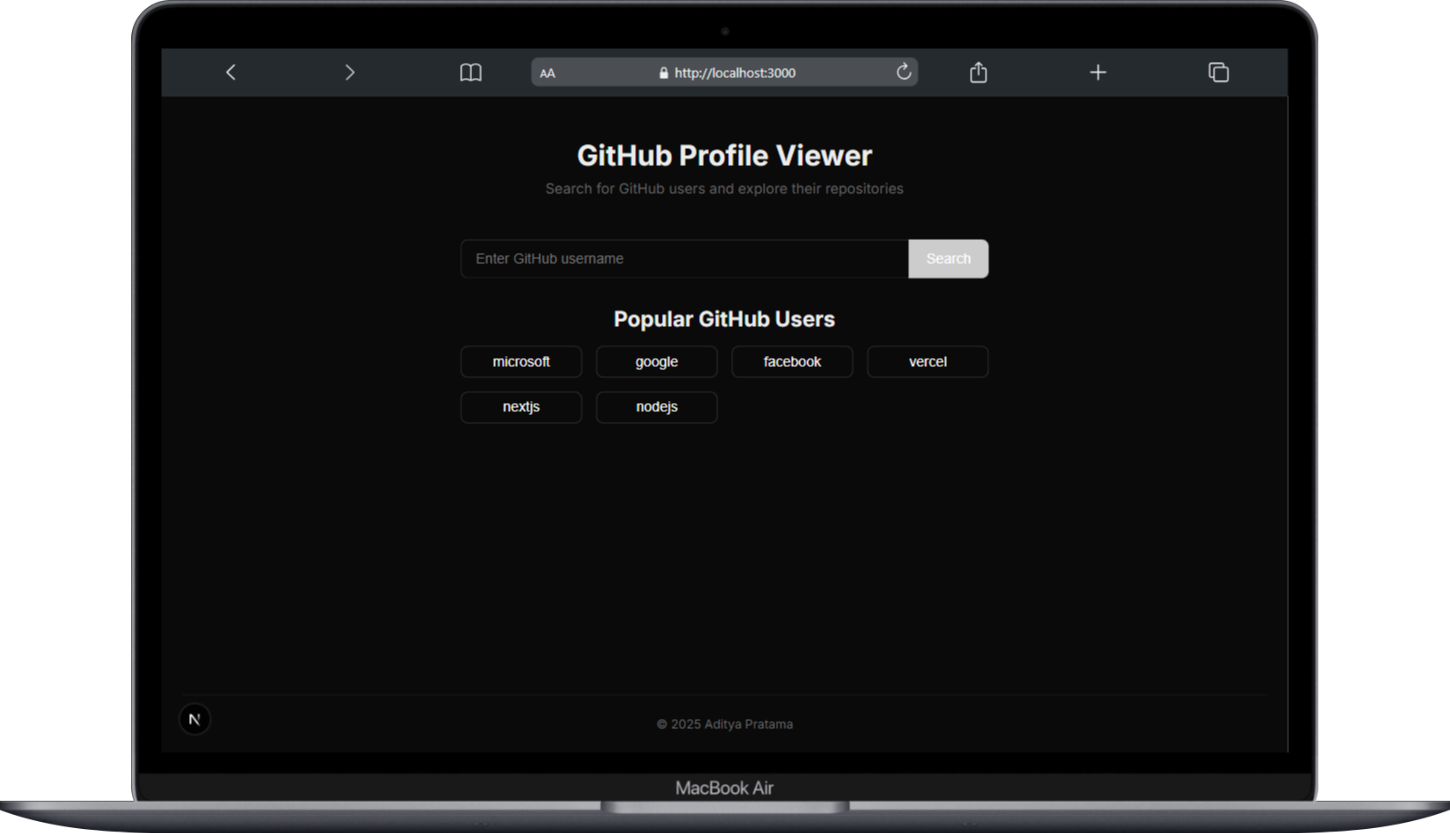 AA http://localhost:3000
GitHub Profile Viewer
Search for GitHub users and explore their repositories
Enter GitHub username Search
Popular GitHub Users
microsoft google facebook vercel
nextjs nodejs
N
© 2025 Aditya Pratama
MacBook Air